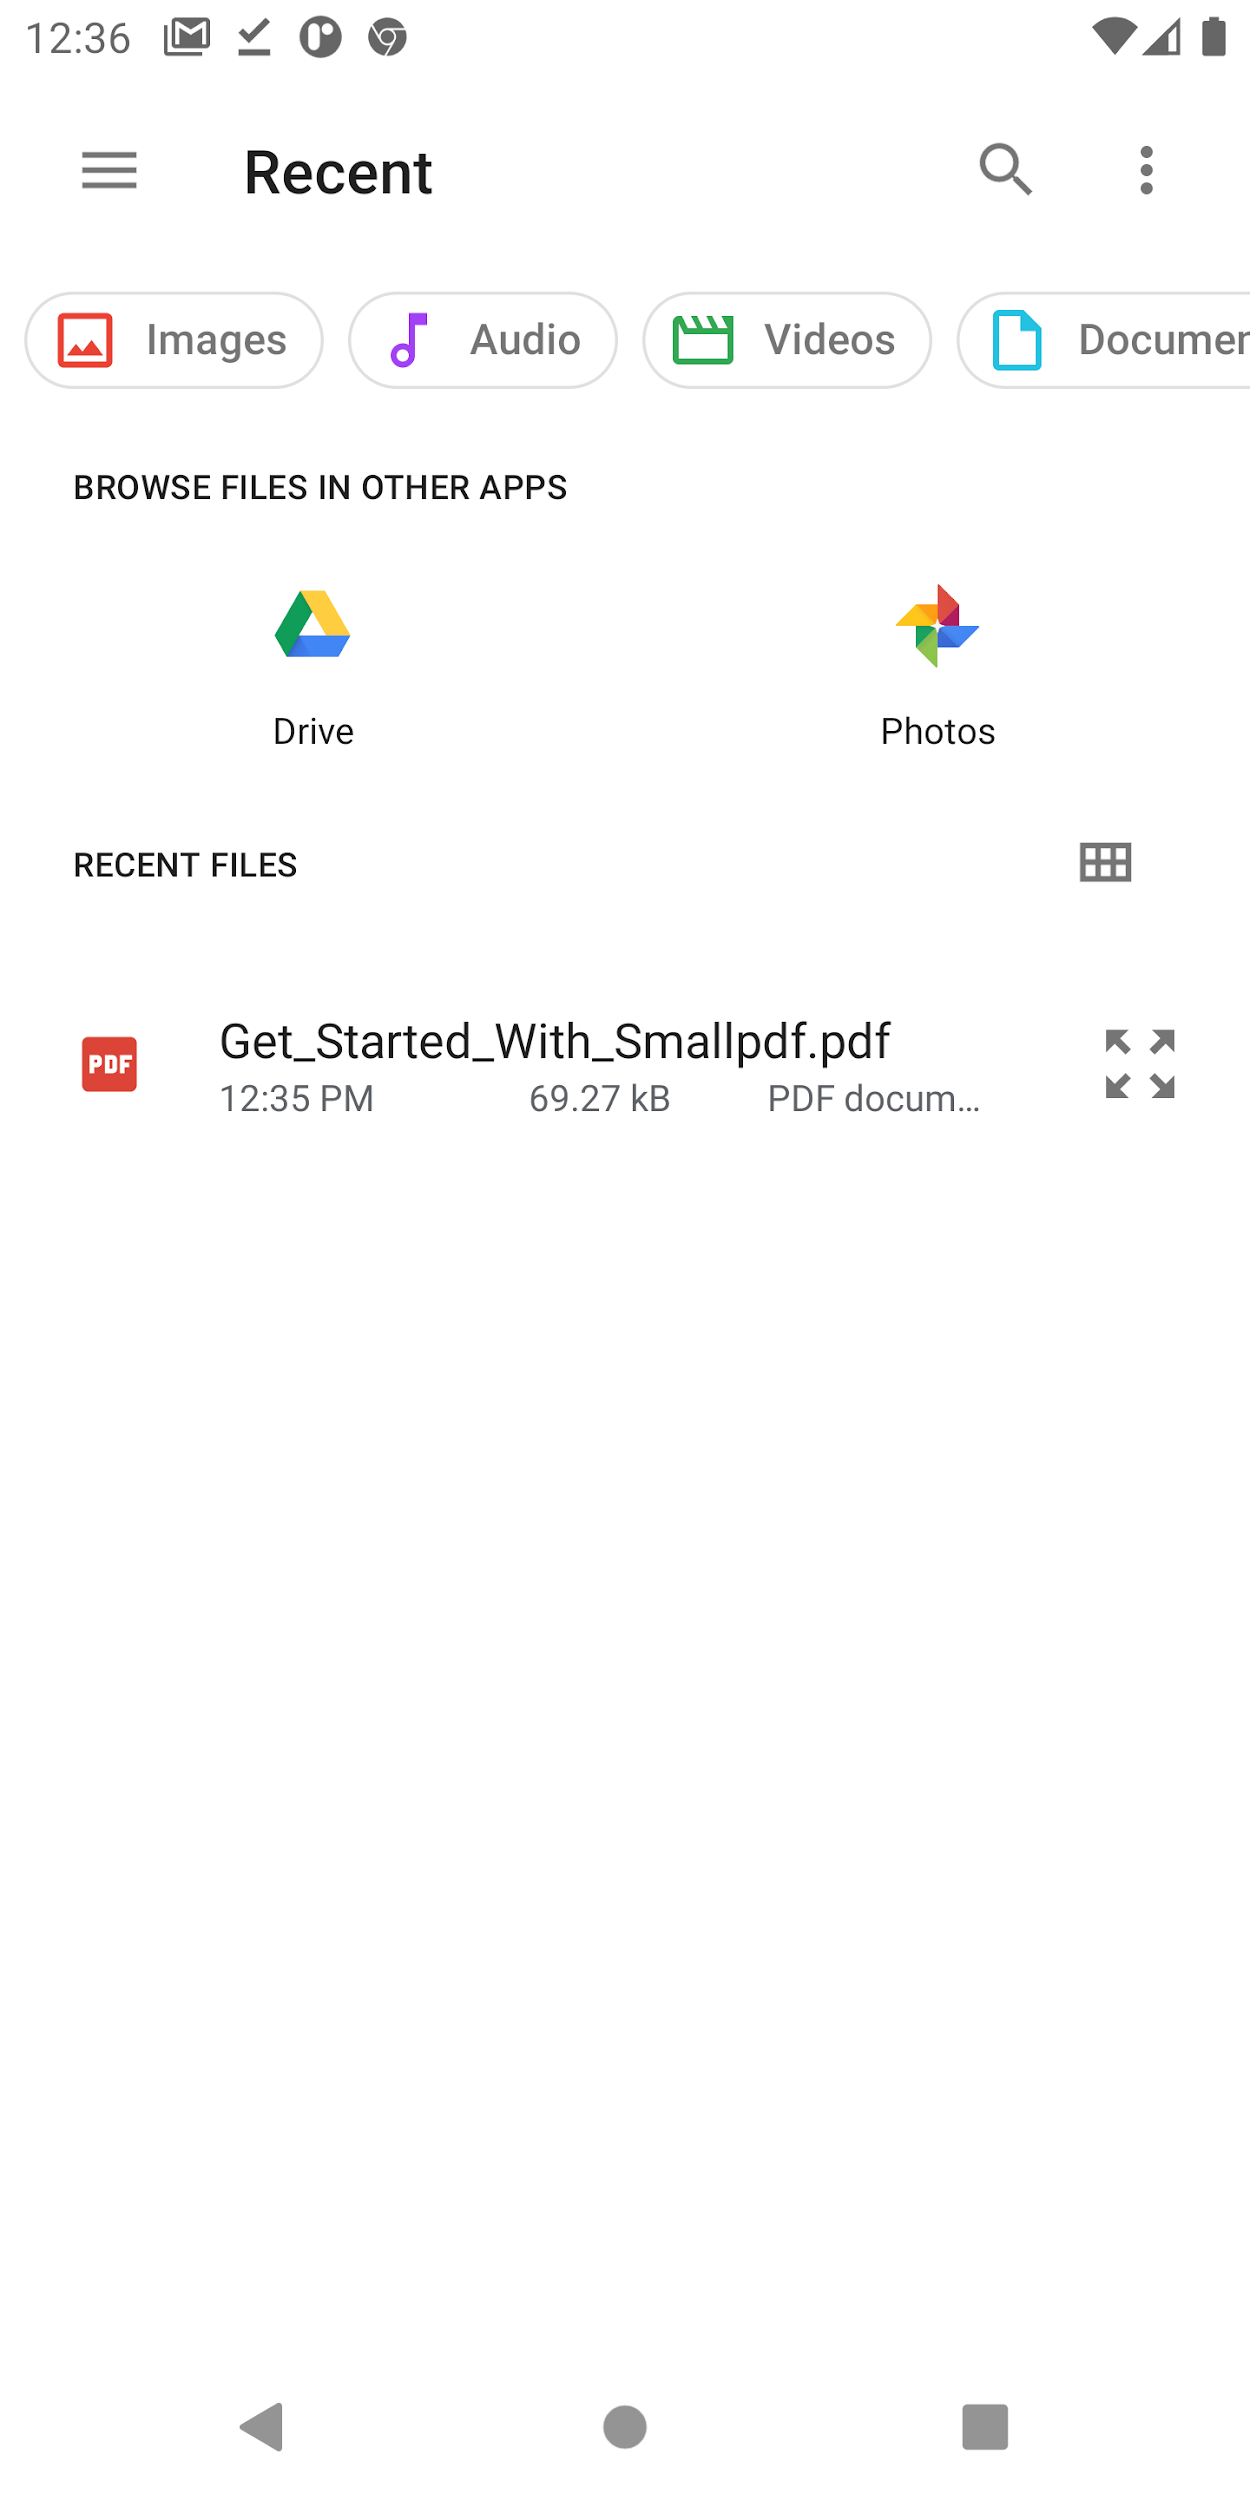 12:36
Recent
Images Audio Videos Documen
BROWSE FILES IN OTHER APPS
Drive Photos
RECENT FILES
PDF Get_Started_With_Smallpdf.pdf
12:35 PM 69.27 kB PDF docum...